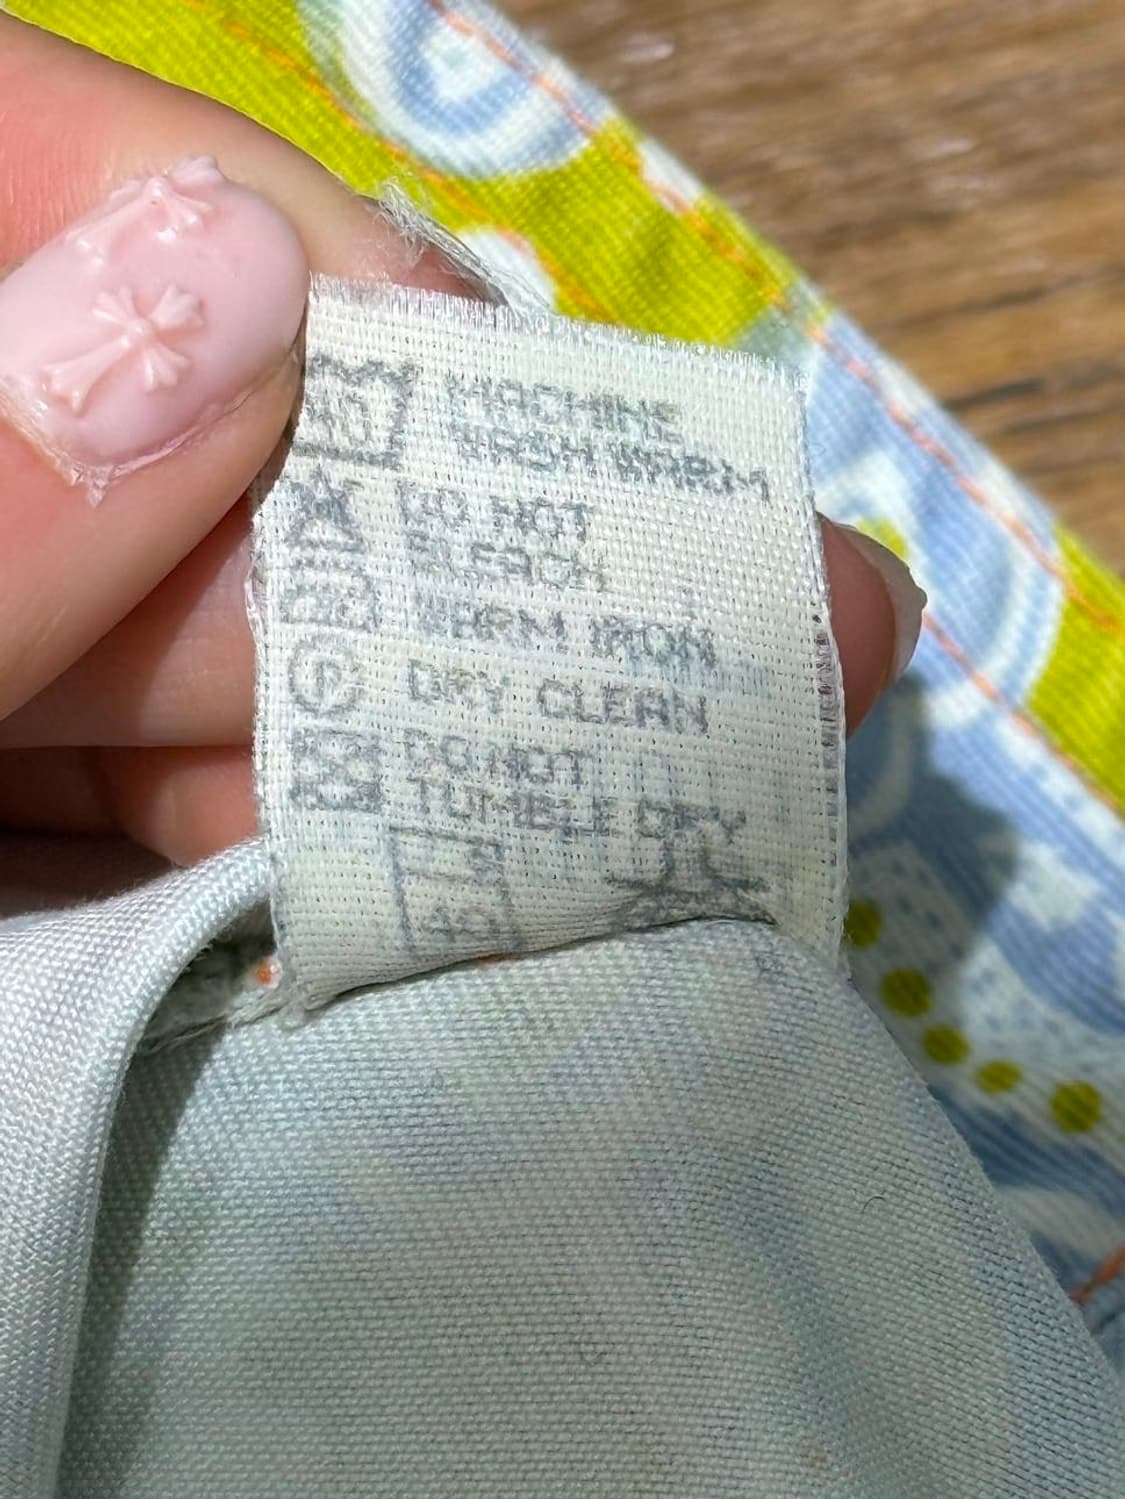 MACHINE
WASH WARM
DO NOT
BLEACH
WARM IRON
P DRY CLEAN
DO NOT
TUMBLE DRY